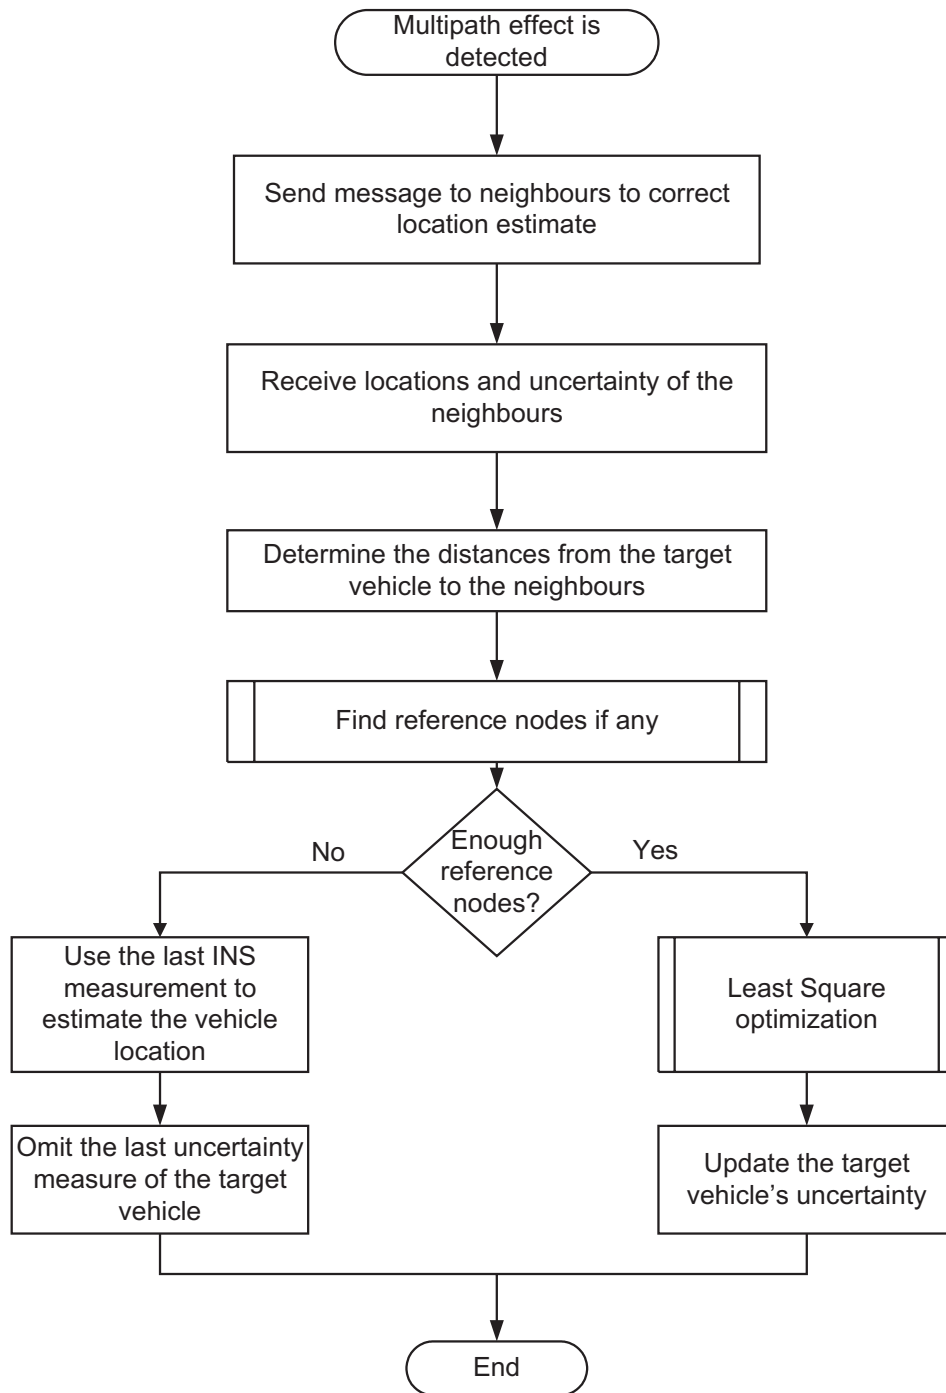 Multipath effect is
detected
Send message to neighbours to correct
location estimate
Receive locations and uncertainty of the
neighbours
Determine the distances from the target
vehicle to the neighbours
Find reference nodes if any
Enough
reference
nodes?
No
Yes
Use the last INS
measurement to
estimate the vehicle
location
Least Square
optimization
Omit the last uncertainty
measure of the target
vehicle
Update the target
vehicle’s uncertainty
End